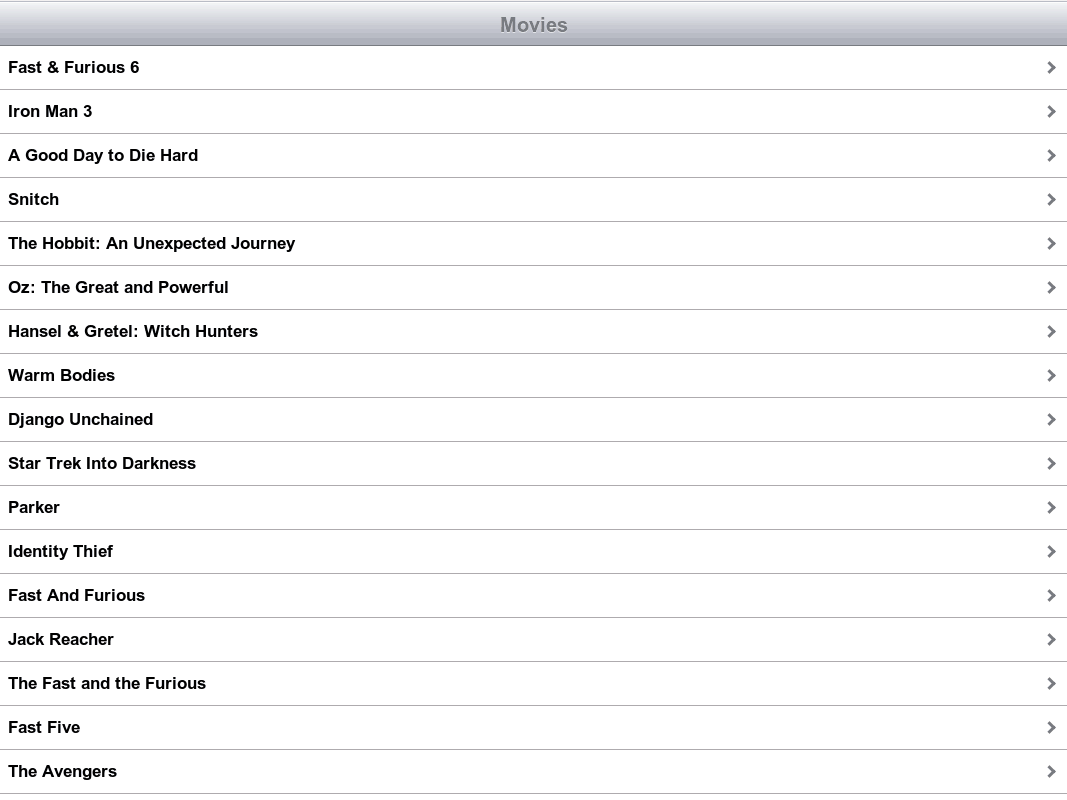 Movies
Fast & Furious 6
Iron Man 3
A Good Day to Die Hard
Snitch
The Hobbit: An Unexpected Journey
Oz: The Great and Powerful
Hansel & Gretel: Witch Hunters
Warm Bodies
Django Unchained
Star Trek Into Darkness
Parker
Identity Thief
Fast And Furious
Jack Reacher
The Fast and the Furious
Fast Five
The Avengers